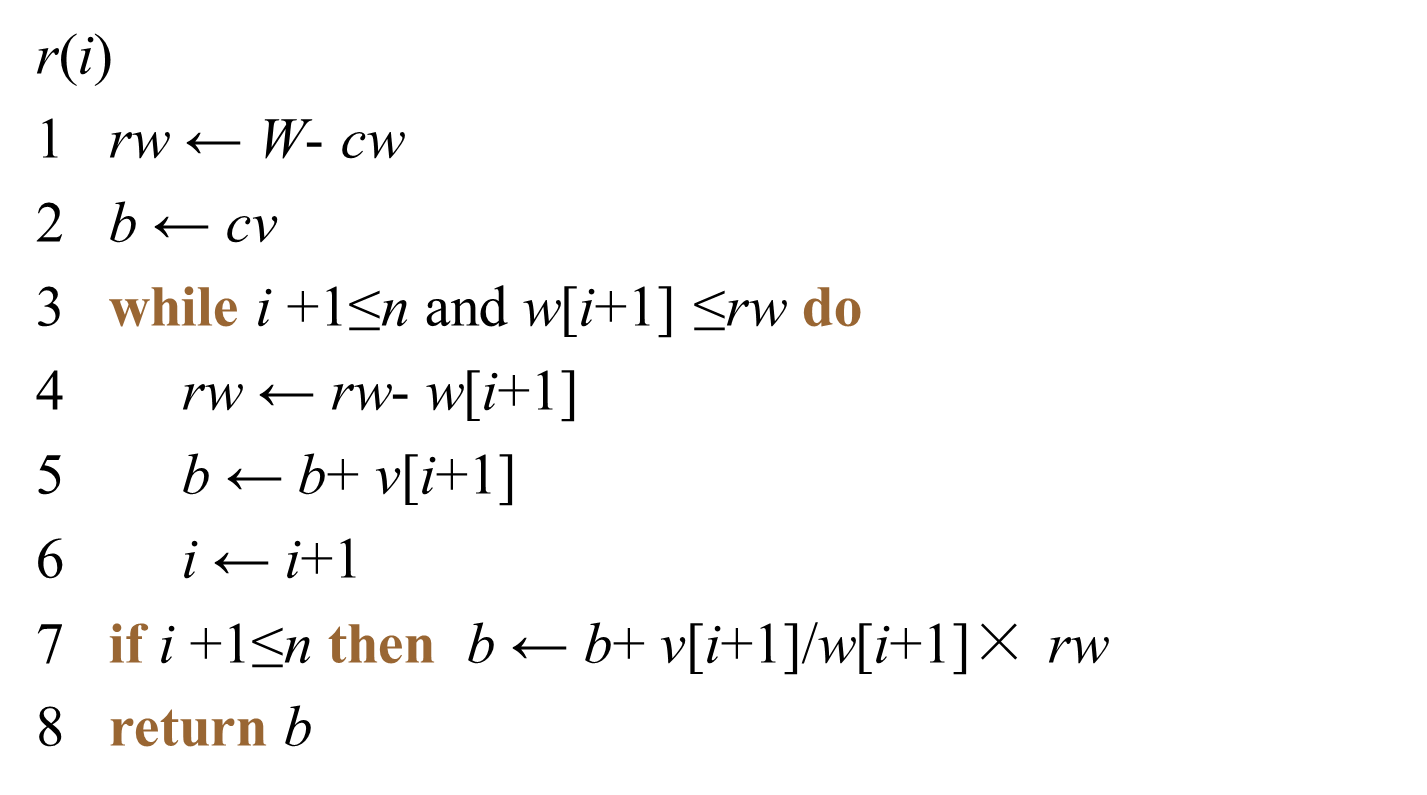 r(i)
1 rw ← W- cw
2 b ← cv
3 while i +1≤n and w[i+1] ≤rw do
4 rw ← rw- w[i+1]
5 b ← b+ v[i+1]
6 i ← i+1
7 if i +1≤n then b ← b+ v[i+1]/w[i+1]× rw
8 return b